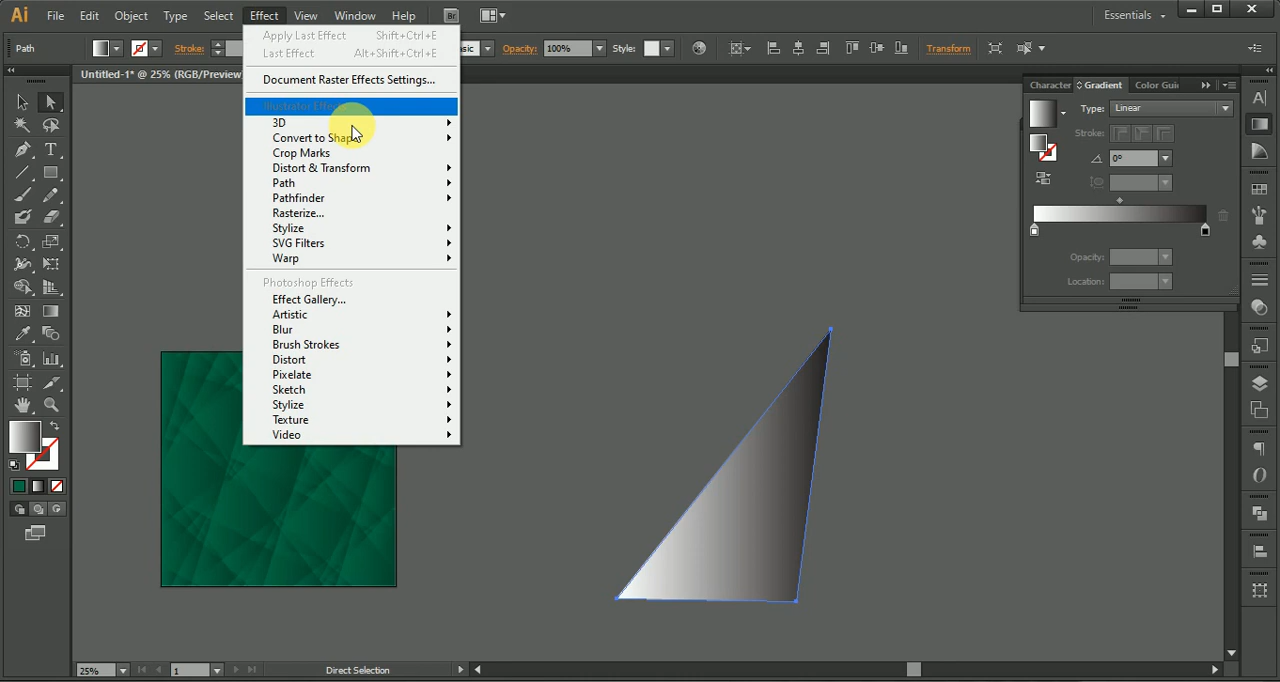 Ai File Edit Object Type Select Effect View Window Help Br Essentials
Path Stroke: Opacity: 100% Style: Transform
Untitled-1* @ 25% (RGB/Preview
Apply Last Effect Shift+Ctrl+E
Last Effect Alt+Shift+Ctrl+E
Document Raster Effects Settings...
Illustrator Effects
3D
Convert to Shape
Crop Marks
Distort & Transform
Path
Pathfinder
Rasterize...
Stylize
SVG Filters
Warp
Photoshop Effects
Effect Gallery...
Artistic
Blur
Brush Strokes
Distort
Pixelate
Sketch
Stylize
Texture
Video
Character Gradient Color Gui
Type: Linear
Stroke:
0°
Opacity:
Location:
25% 1 Direct Selection